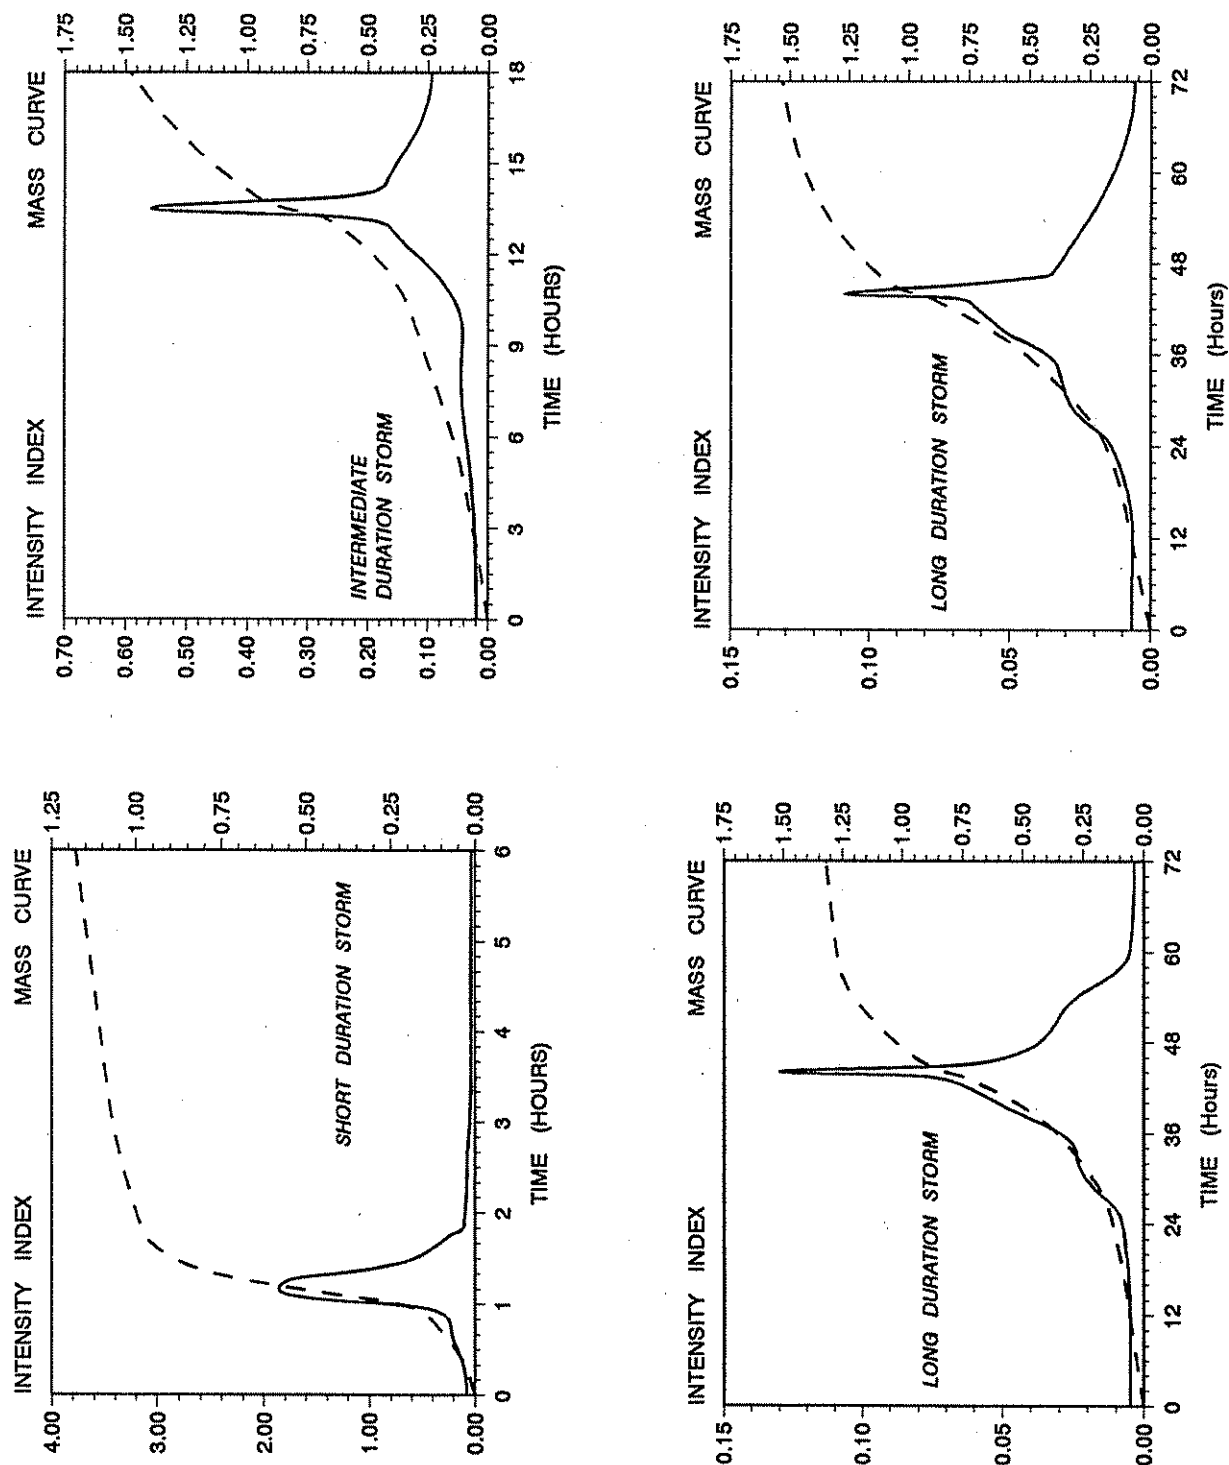 INTENSITY INDEX MASS CURVE
4.00 1.25
3.00 1.00
0.75
2.00 0.50
SHORT DURATION STORM
1.00 0.25
0.00 0.00
0 1 2 3 4 5 6
TIME (HOURS)
INTENSITY INDEX MASS CURVE
0.70 1.75
0.60 1.50
0.50 1.25
0.40 1.00
0.30 0.75
INTERMEDIATE
DURATION STORM
0.20 0.50
0.10 0.25
0.00 0.00
0 3 6 9 12 15 18
TIME (HOURS)
INTENSITY INDEX MASS CURVE
0.15 1.75
1.50
1.25
0.10 1.00
0.75
LONG DURATION STORM
0.05 0.50
0.25
0.00 0.00
0 12 24 36 48 60 72
TIME (Hours)
INTENSITY INDEX MASS CURVE
0.15 1.75
1.50
1.25
0.10 1.00
0.75
LONG DURATION STORM
0.05 0.50
0.25
0.00 0.00
0 12 24 36 48 60 72
TIME (Hours)